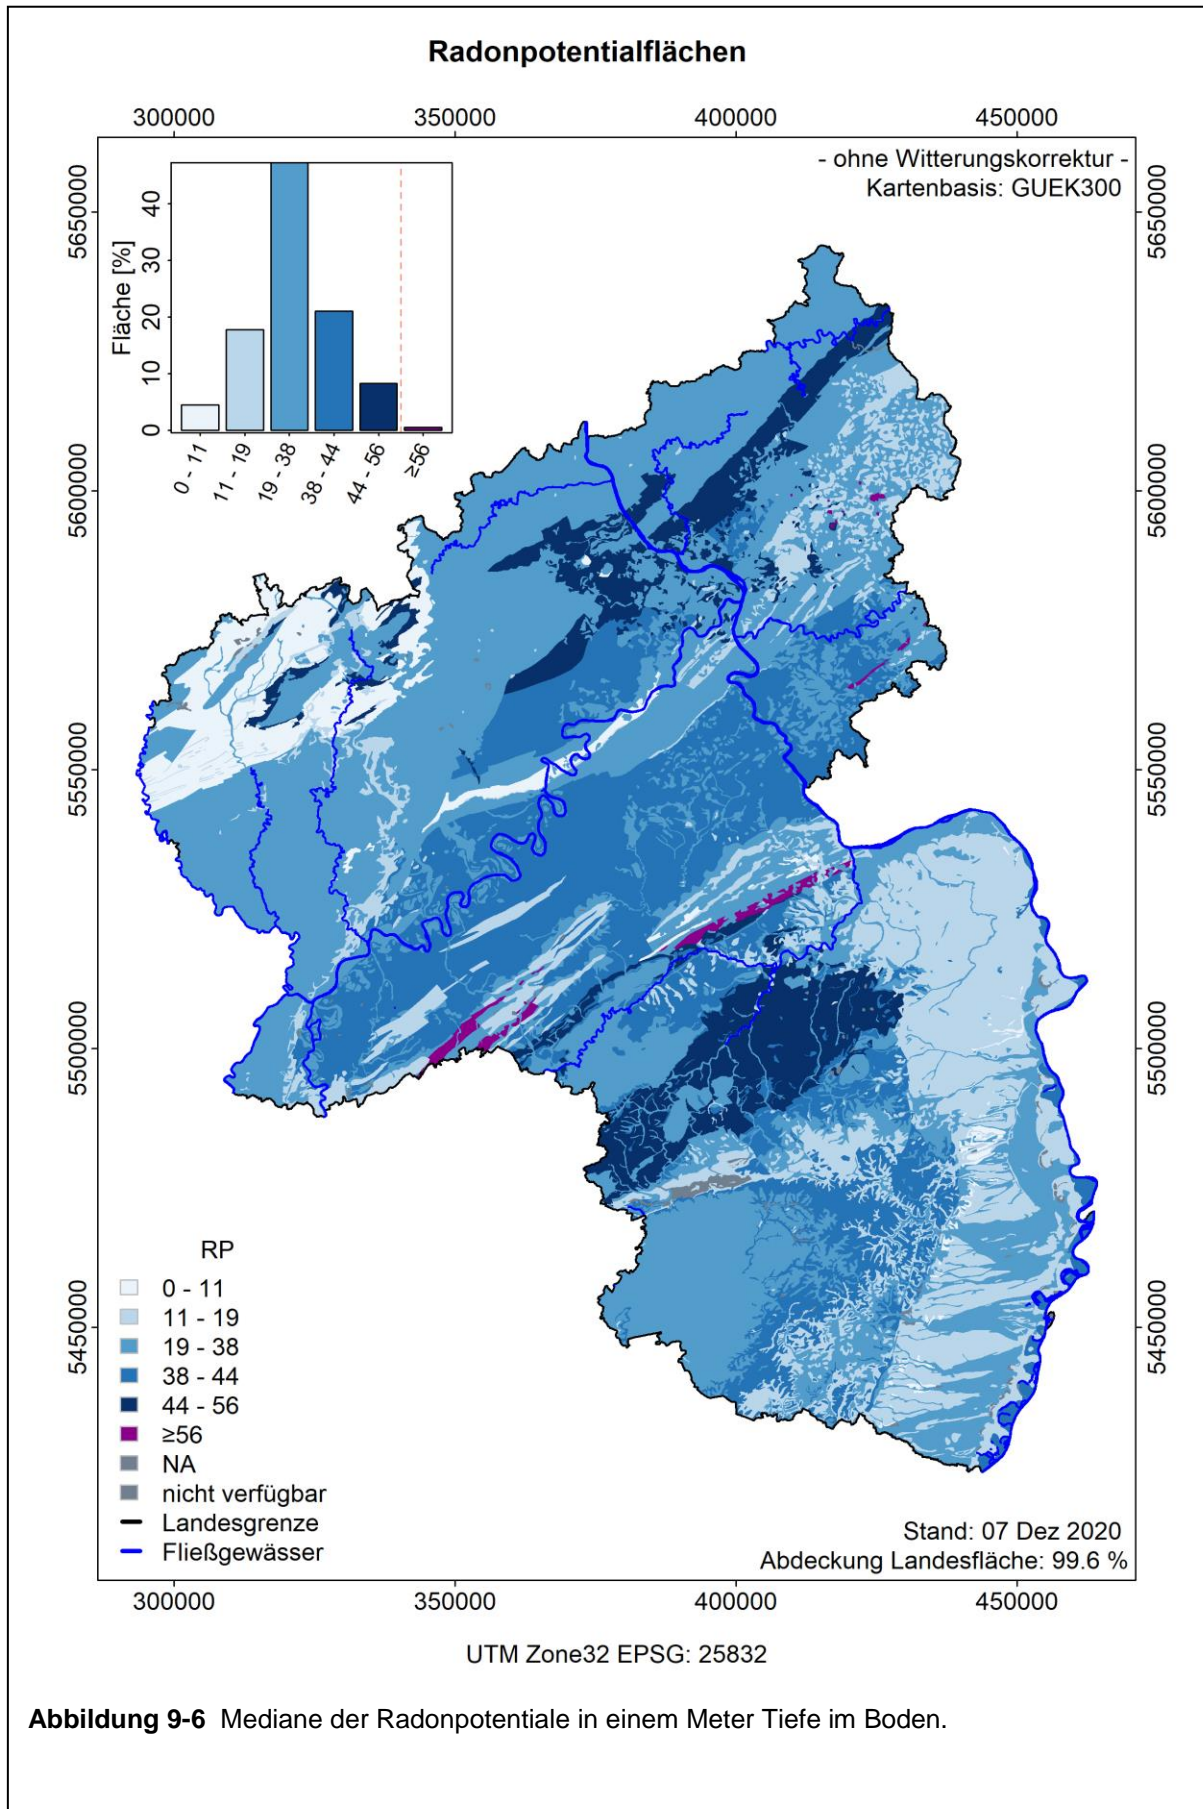 Radonpotentialflächen
300000 350000 400000 450000
- ohne Witterungskorrektur -
Kartenbasis: GUEK300
5650000
5600000
5550000
5500000
5450000
Fläche [%]
40
30
20
10
0
0 - 11
11 - 19
19 - 38
38 - 44
44 - 56
≥56
5650000
5600000
5550000
5500000
5450000
RP
0 - 11
11 - 19
19 - 38
38 - 44
44 - 56
≥56
NA
nicht verfügbar
Landesgrenze
Fließgewässer
Stand: 07 Dez 2020
Abdeckung Landesfläche: 99.6 %
300000 350000 400000 450000
UTM Zone32 EPSG: 25832
Abbildung 9-6 Mediane der Radonpotentiale in einem Meter Tiefe im Boden.